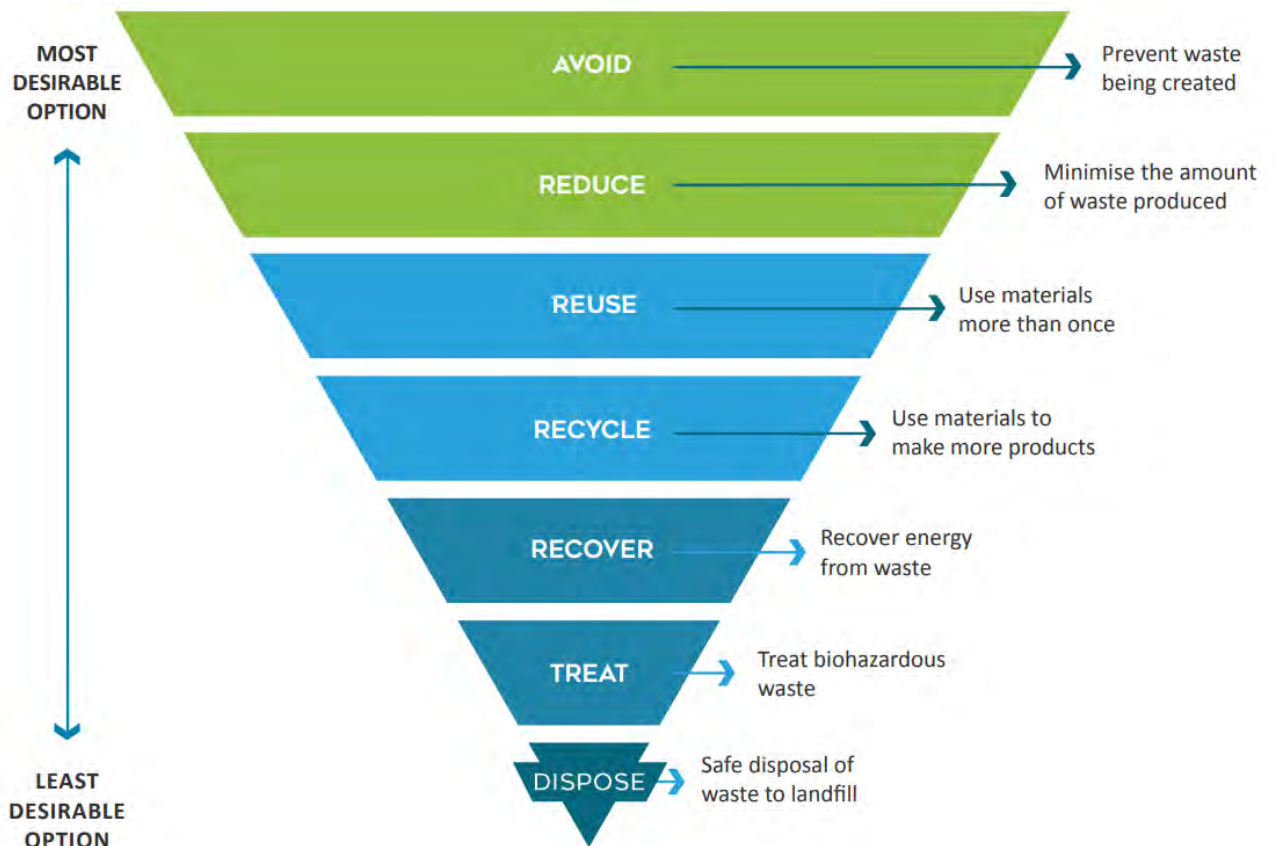 MOST
DESIRABLE
OPTION
AVOID
Prevent waste
being created
REDUCE
Minimise the amount
of waste produced
REUSE
Use materials
more than once
RECYCLE
Use materials to
make more products
RECOVER
Recover energy
from waste
TREAT
Treat biohazardous
waste
DISPOSE
Safe disposal of
waste to landfill
LEAST
DESIRABLE
OPTION